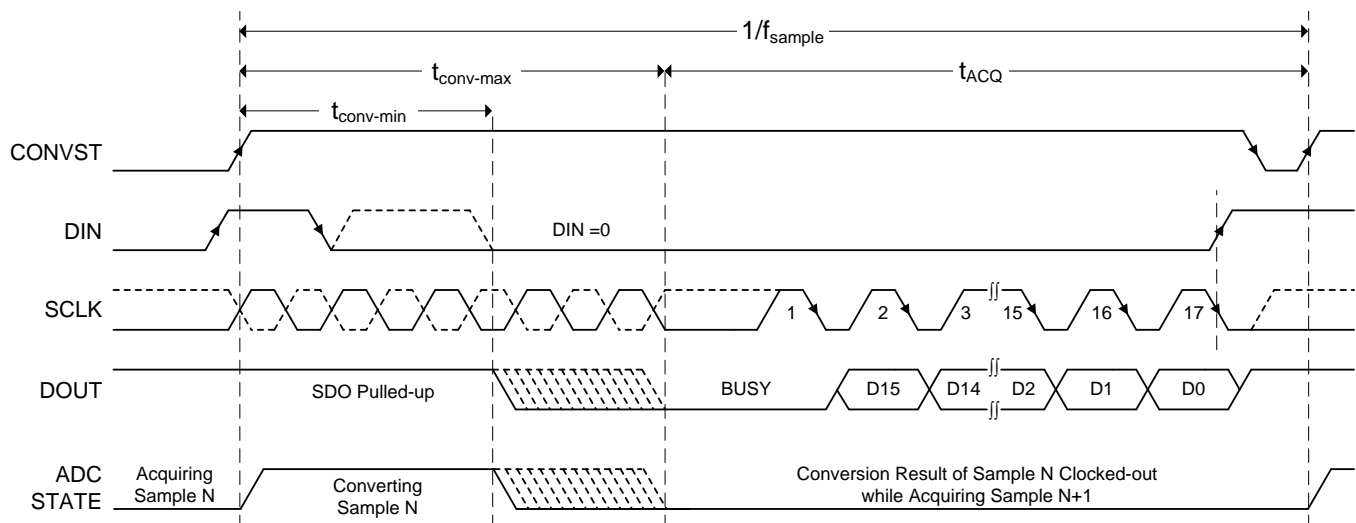 1/fsample
tconv-max
tACQ
tconv-min
CONVST
DIN
DIN =0
SCLK
1 2 3 15 16 17
DOUT
SDO Pulled-up
BUSY
D15 D14 D2 D1 D0
ADC
STATE
Acquiring
Sample N
Converting
Sample N
Conversion Result of Sample N Clocked-out
while Acquiring Sample N+1